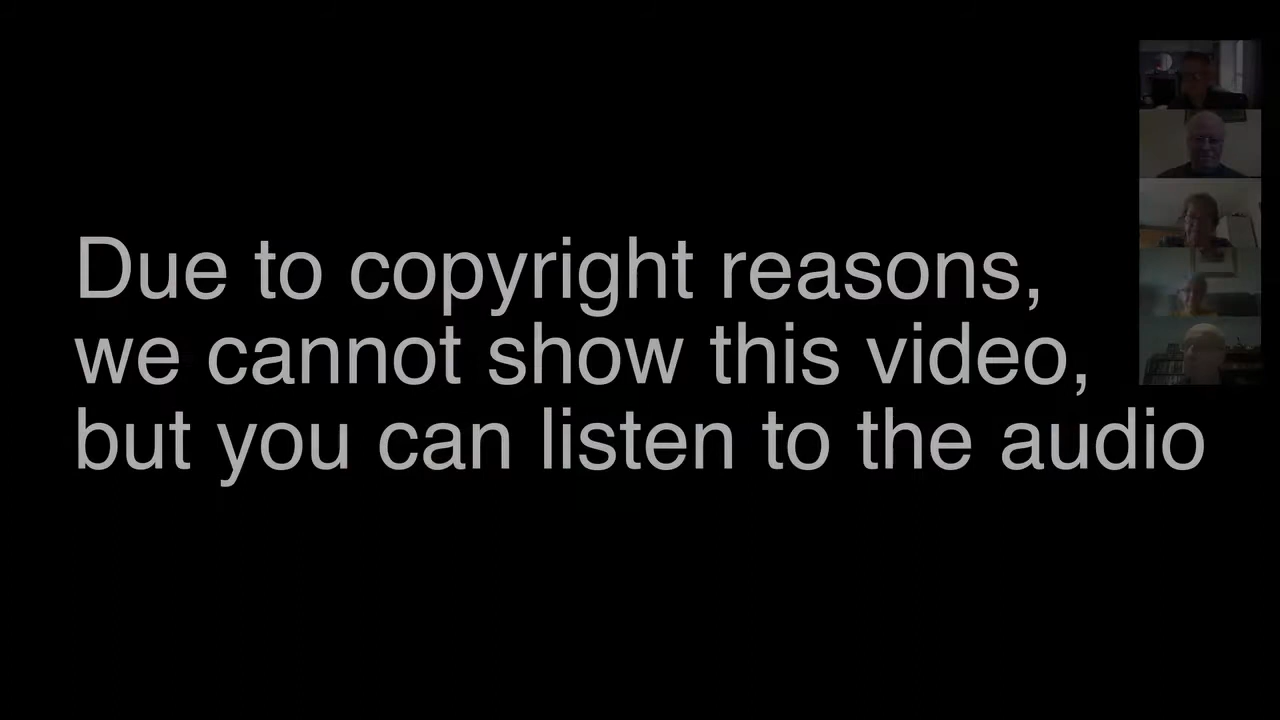 Due to copyright reasons,
we cannot show this video,
but you can listen to the audio